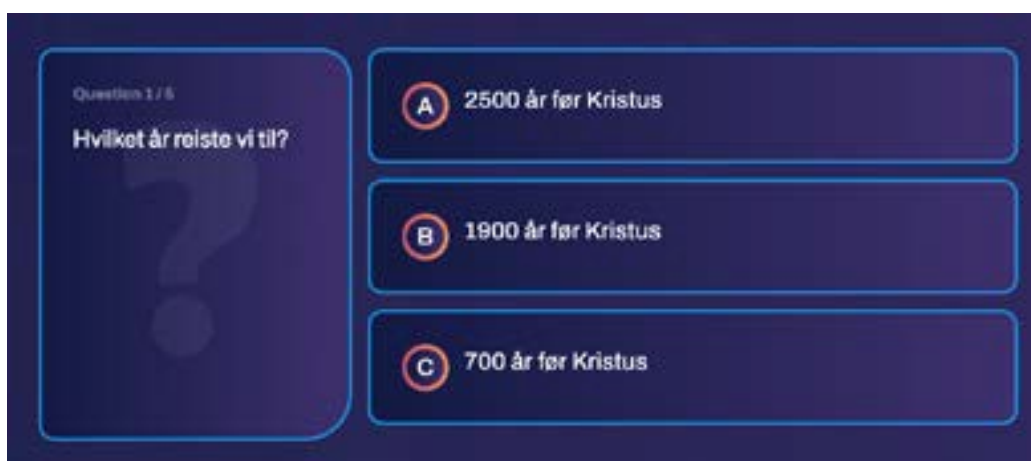 Question 1/5
Hvilket år reiste vi til?
A 2500 år før Kristus
B 1900 år før Kristus
C 700 år før Kristus